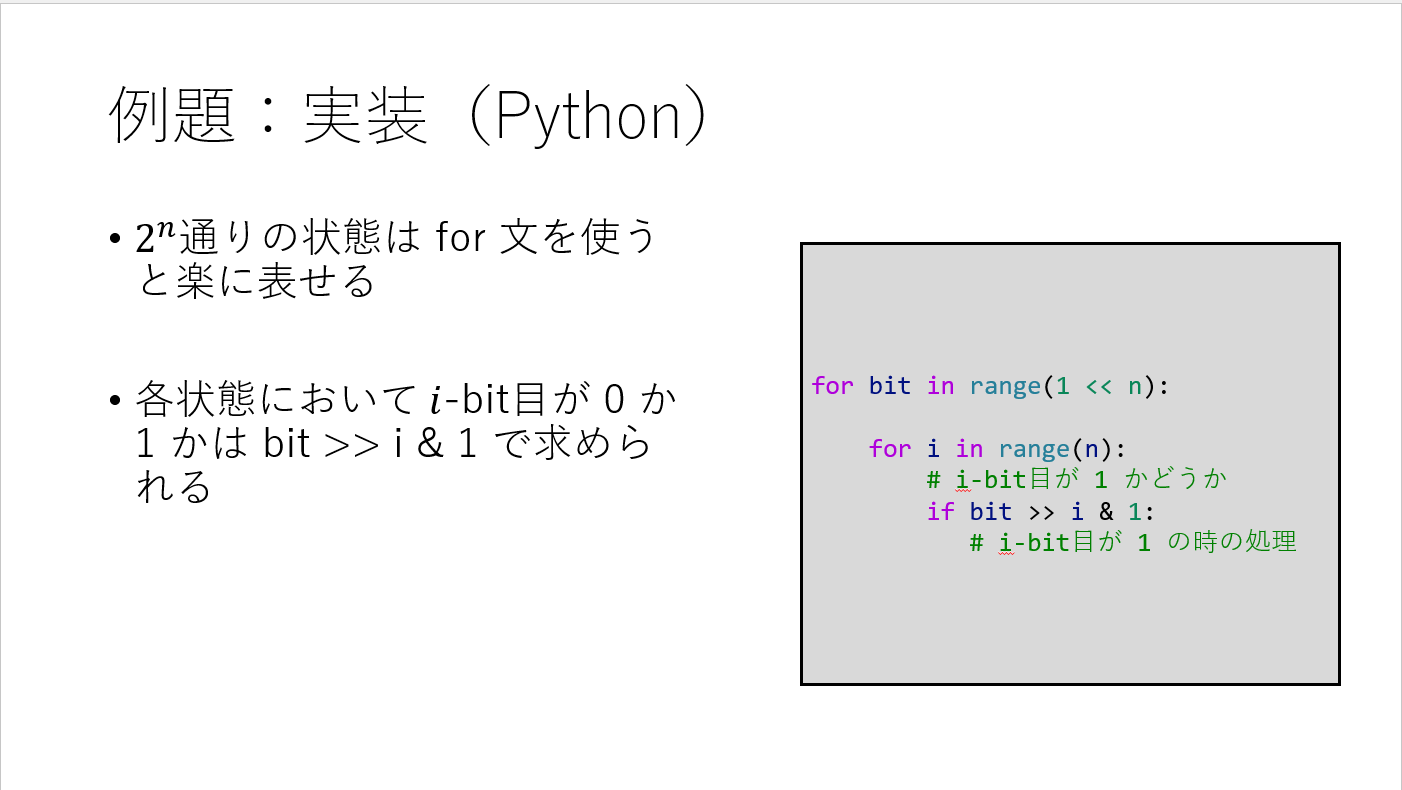 例題：実装（Python）
• 2ⁿ通りの状態は for 文を使う
と楽に表せる
• 各状態において i-bit目が 0 か
1 かは bit >> i & 1 で求めら
れる
for bit in range(1 << n):
    for i in range(n):
        # i-bit目が 1 かどうか
        if bit >> i & 1:
           # i-bit目が 1 の時の処理